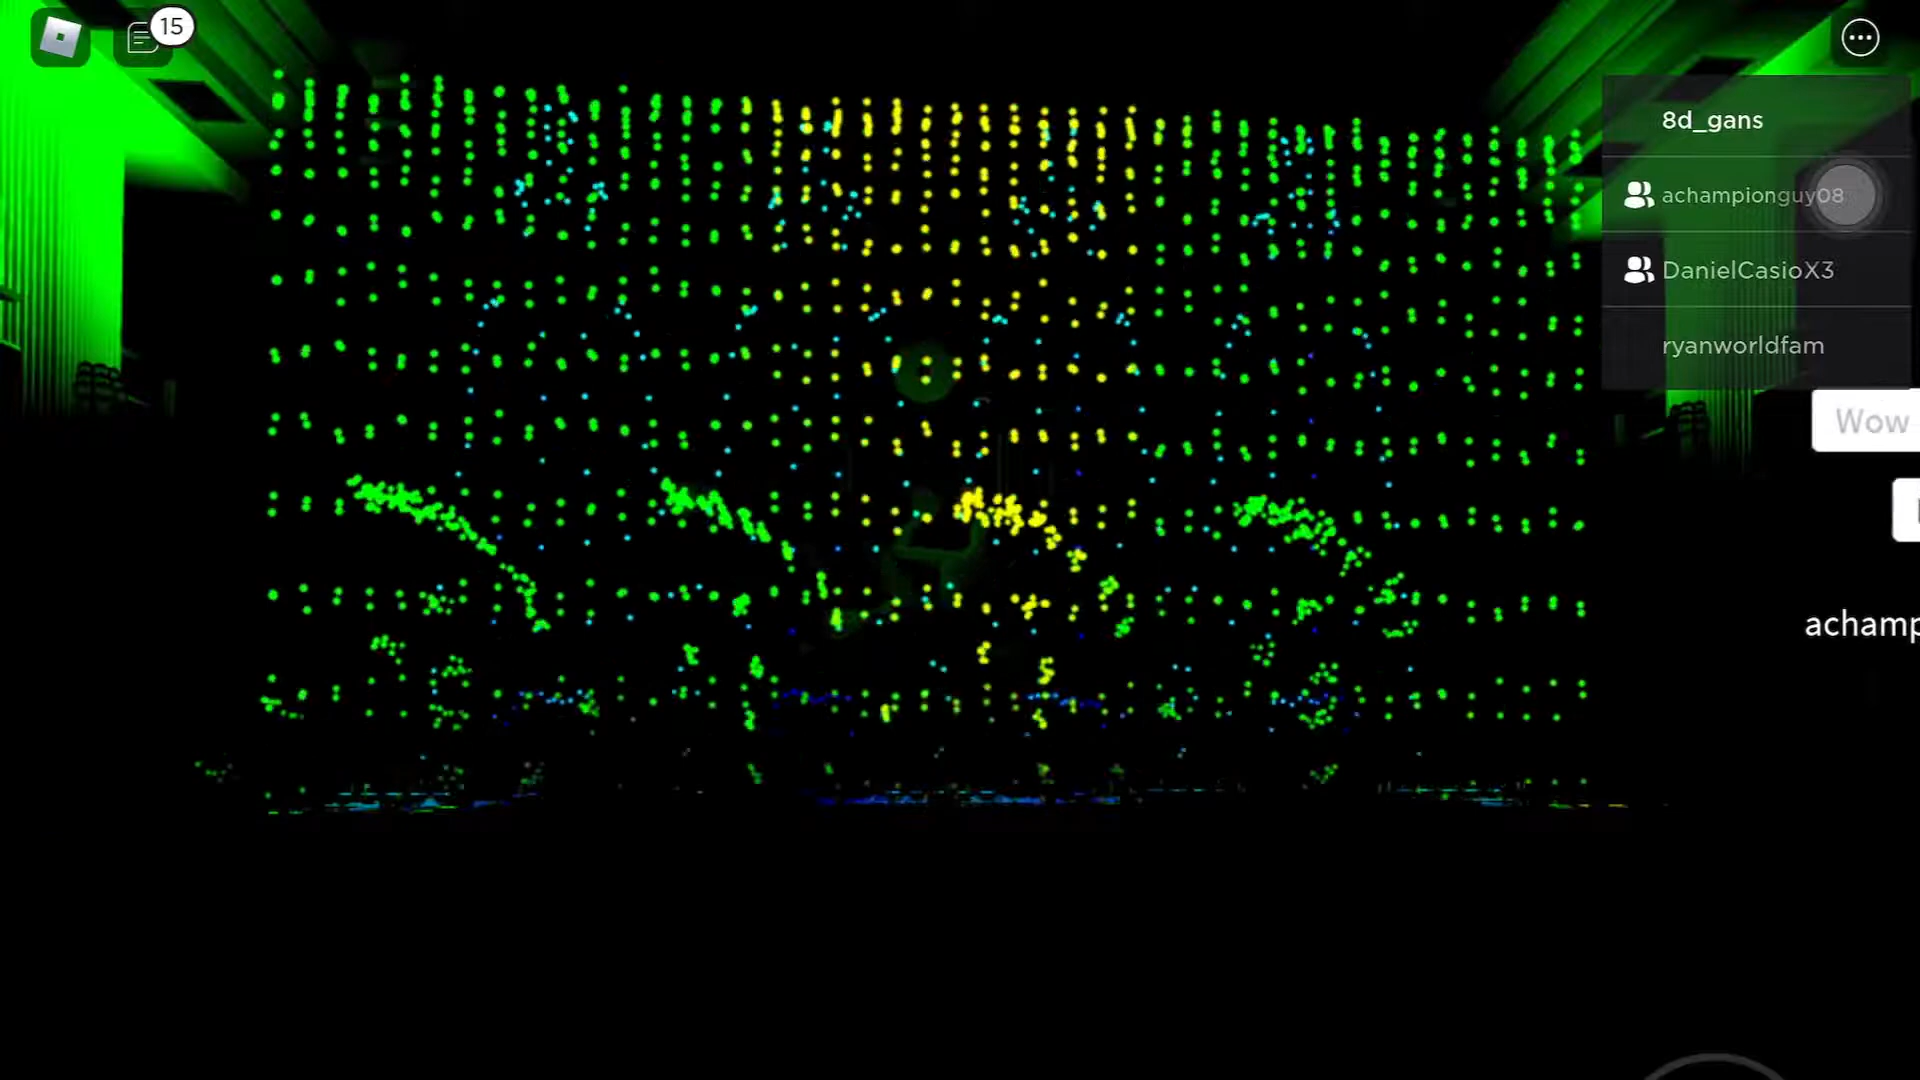 15
8d_gans
achampionguy08
DanielCasioX3
ryanworldfam
Wow
achamp